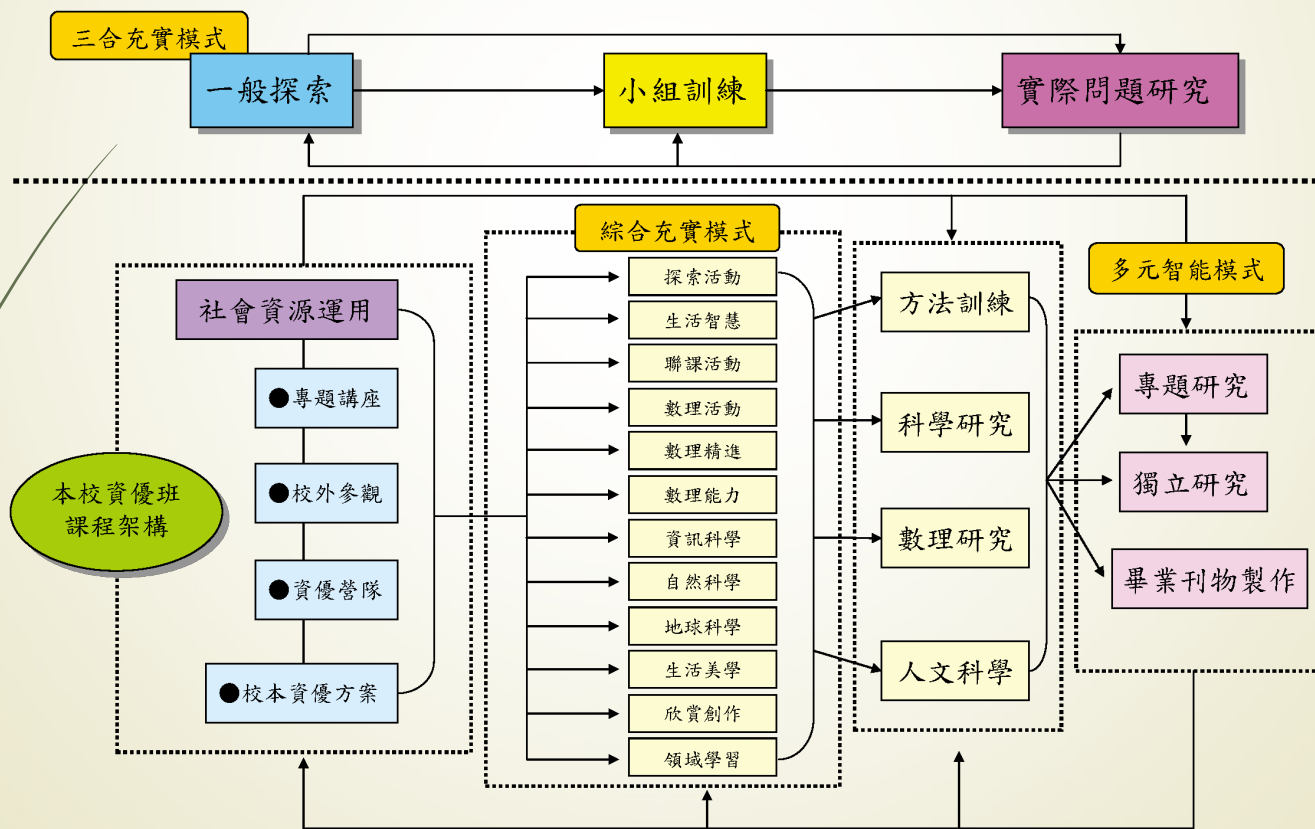 三合充實模式
一般探索
小組訓練
實際問題研究
綜合充實模式
多元智能模式
本校資優班
課程架構
社會資源運用
●專題講座
●校外參觀
●資優營隊
●校本資優方案
探索活動
生活智慧
聯課活動
數理活動
數理精進
數理能力
資訊科學
自然科學
地球科學
生活美學
欣賞創作
領域學習
方法訓練
科學研究
數理研究
人文科學
專題研究
獨立研究
畢業刊物製作